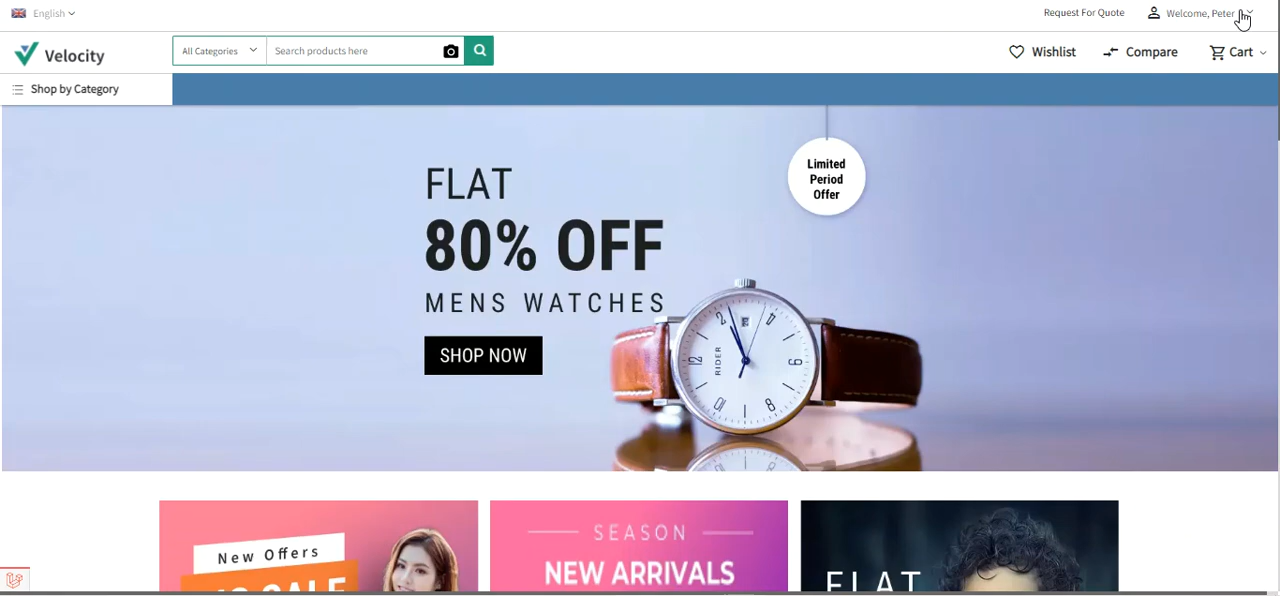 English
Request For Quote
Welcome, Peter
Velocity
All Categories
Search products here
Wishlist
Compare
Cart
Shop by Category
FLAT
80% OFF
MENS WATCHES
SHOP NOW
Limited
Period
Offer
RIDER
New Offers
SEASON
NEW ARRIVALS
FLAT